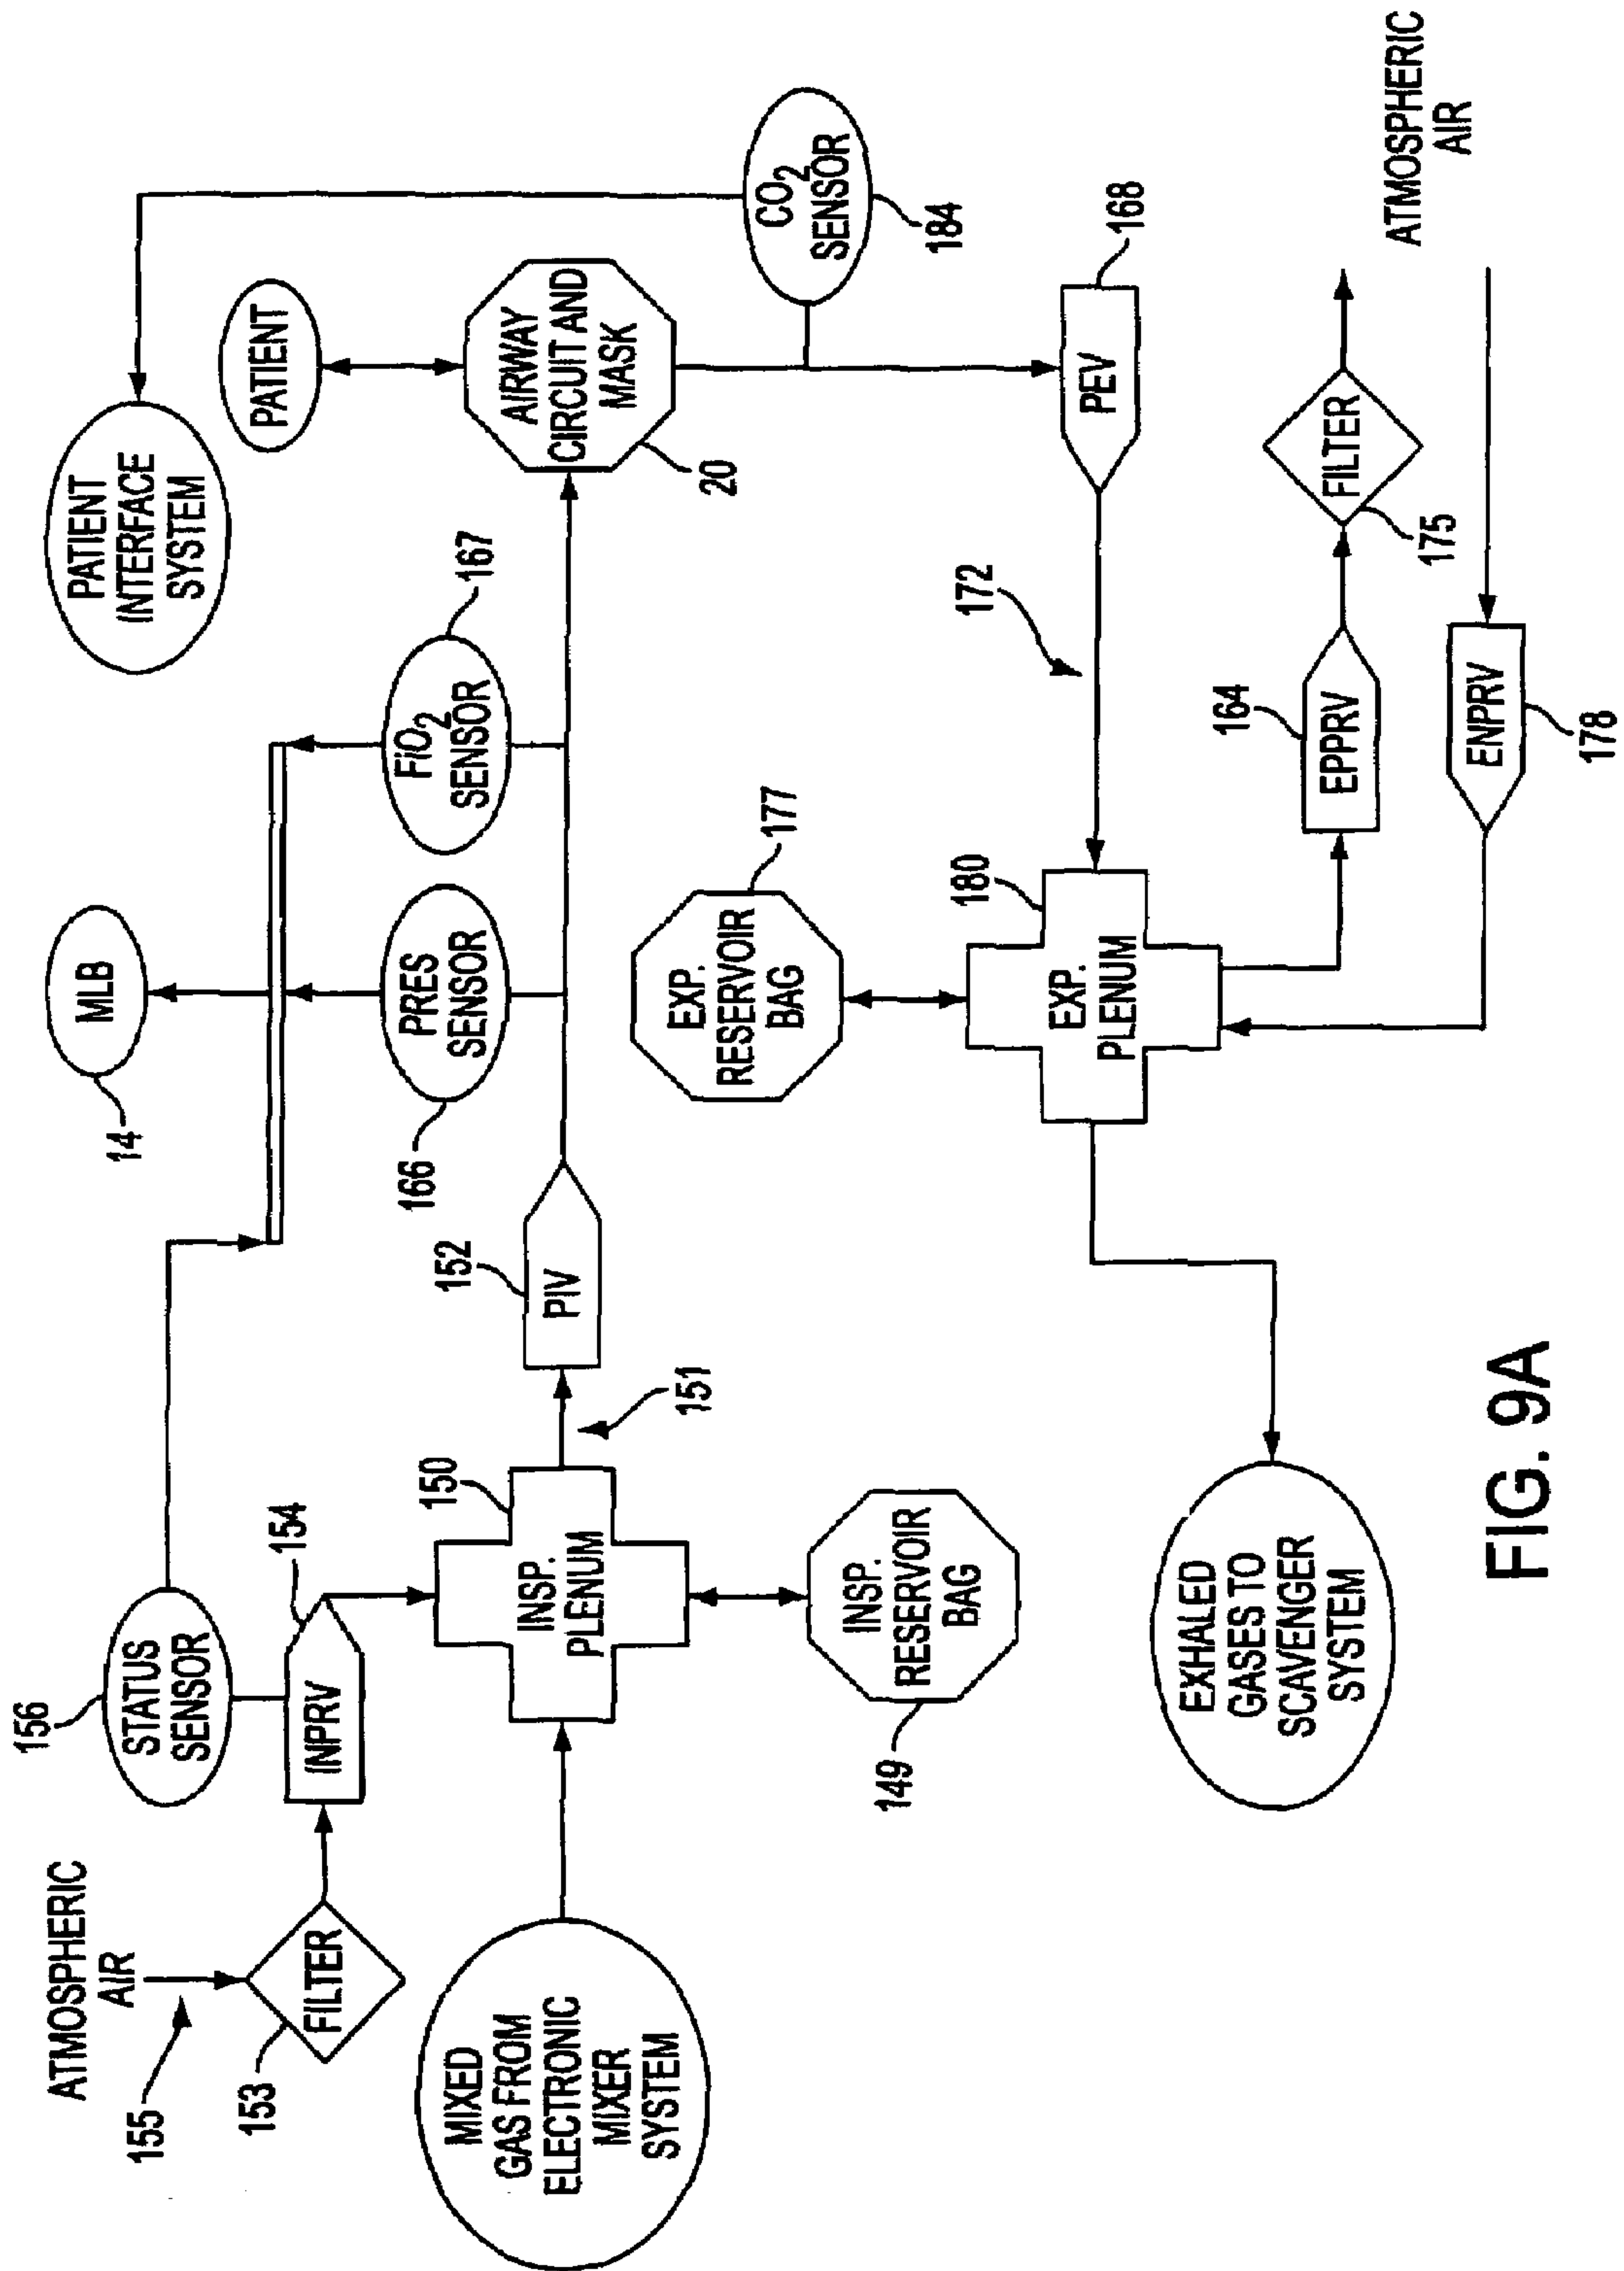 ATMOSPHERIC
AIR
155
153
FILTER
156
STATUS
SENSOR
INPRV
154
MIXED
GAS FROM
ELECTRONIC
MIXER
SYSTEM
INSP.
PLENUM
150
151
INSP.
RESERVOIR
BAG
149
152
PIV
14
MLB
166
PRES
SENSOR
FiO2
SENSOR
167
PATIENT
INTERFACE
SYSTEM
PATIENT
AIRWAY
CIRCUIT AND
MASK
20
CO2
SENSOR
184
PEV
168
172
EXP.
RESERVOIR
BAG
177
180
EXP.
PLENUM
164
EPPRV
FILTER
175
ENPRV
178
ATMOSPHERIC
AIR
EXHALED
GASES TO
SCAVENGER
SYSTEM
FIG. 9A